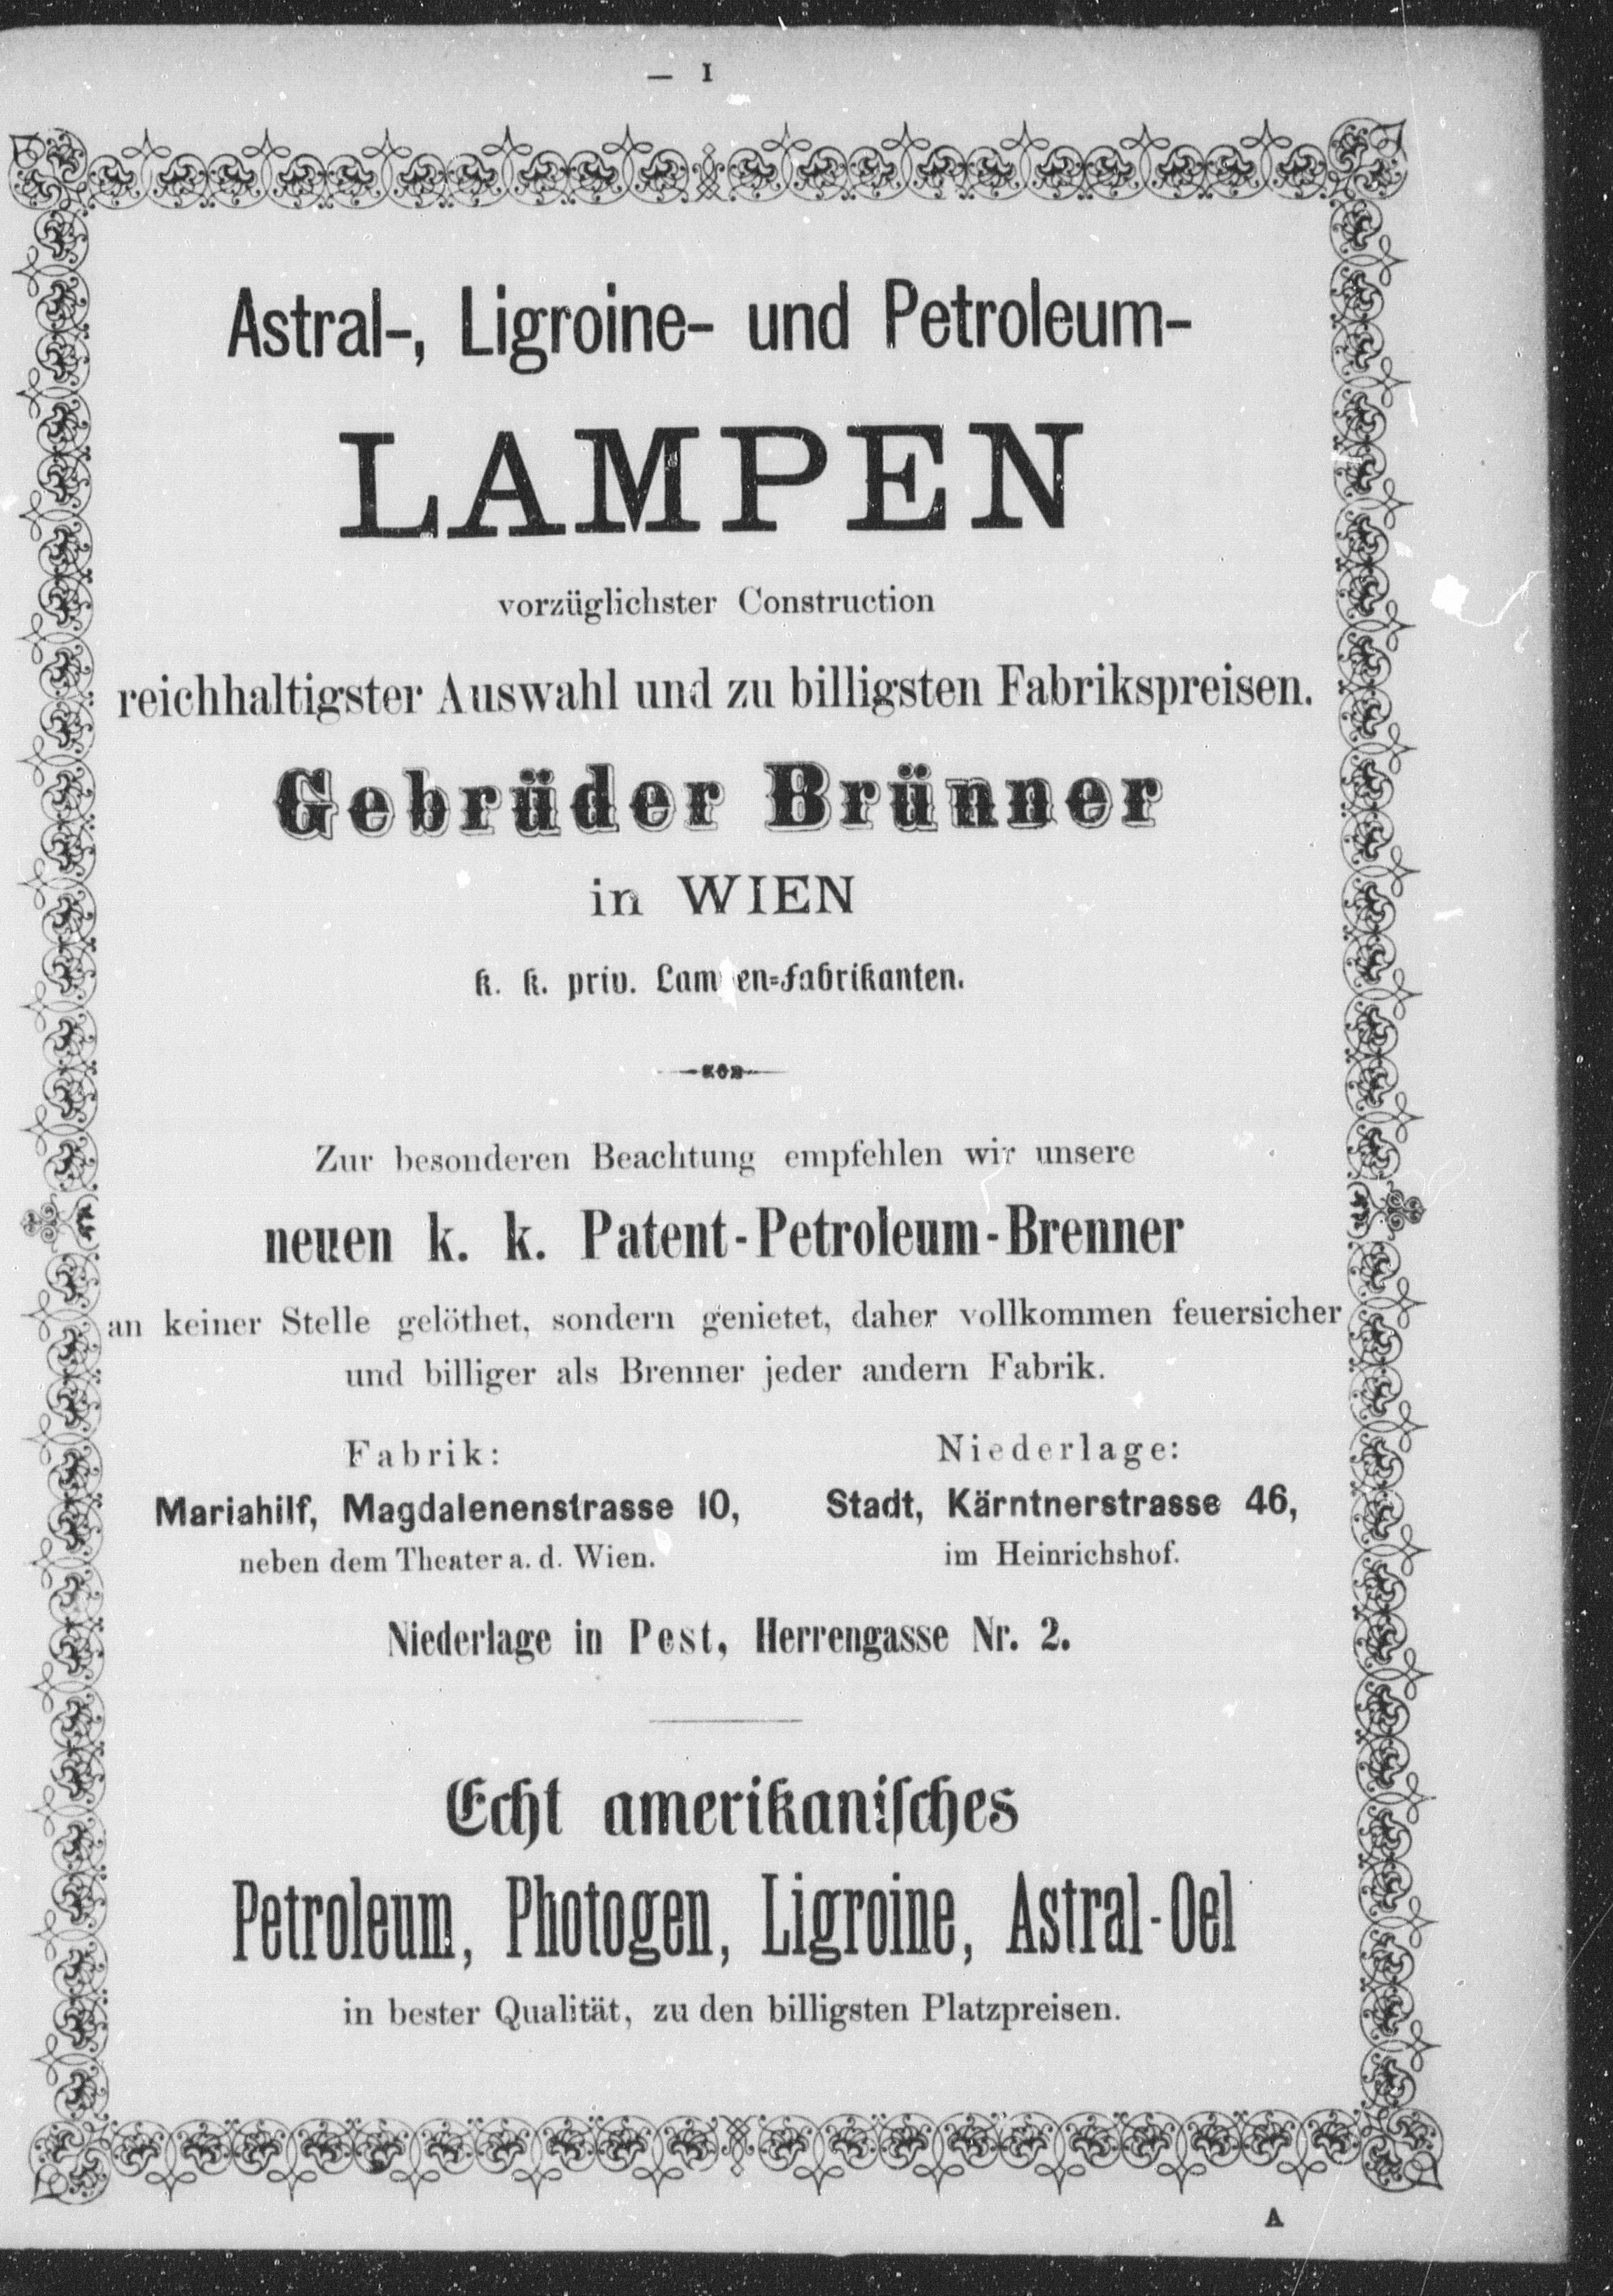 — I
Astral-, Ligroine- und Petroleum-
LAMPEN
vorzüglichster Construction
reichhaltigster Auswahl und zu billigsten Fabrikspreisen.
Gebrüder Brünner
in WIEN
k. k. priv. Lampen-Fabrikanten.
Zur besonderen Beachtung empfehlen wir unsere
neuen k. k. Patent-Petroleum-Brenner
an keiner Stelle gelöthet, sondern genietet, daher vollkommen feuersicher
und billiger als Brenner jeder andern Fabrik.
Fabrik:
Mariahilf, Magdalenenstrasse 10,
neben dem Theater a. d. Wien.
Niederlage:
Stadt, Kärntnerstrasse 46,
im Heinrichshof.
Niederlage in Pest, Herrengasse Nr. 2.
Echt amerikanisches
Petroleum, Photogen, Ligroine, Astral-Oel
in bester Qualität, zu den billigsten Platzpreisen.
A